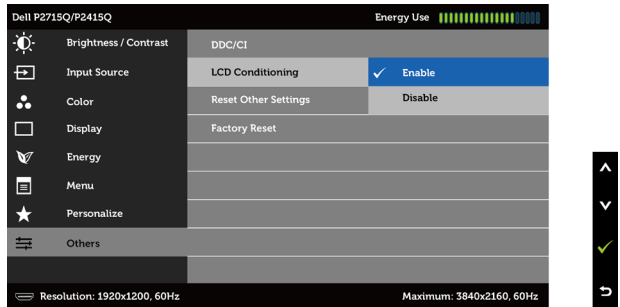 Dell P2715Q/P2415Q
Energy Use
Brightness / Contrast
DDC/CI
Input Source
LCD Conditioning
Enable
Color
Reset Other Settings
Disable
Display
Factory Reset
Energy
Menu
Personalize
Others
Resolution: 1920x1200, 60Hz
Maximum: 3840x2160, 60Hz